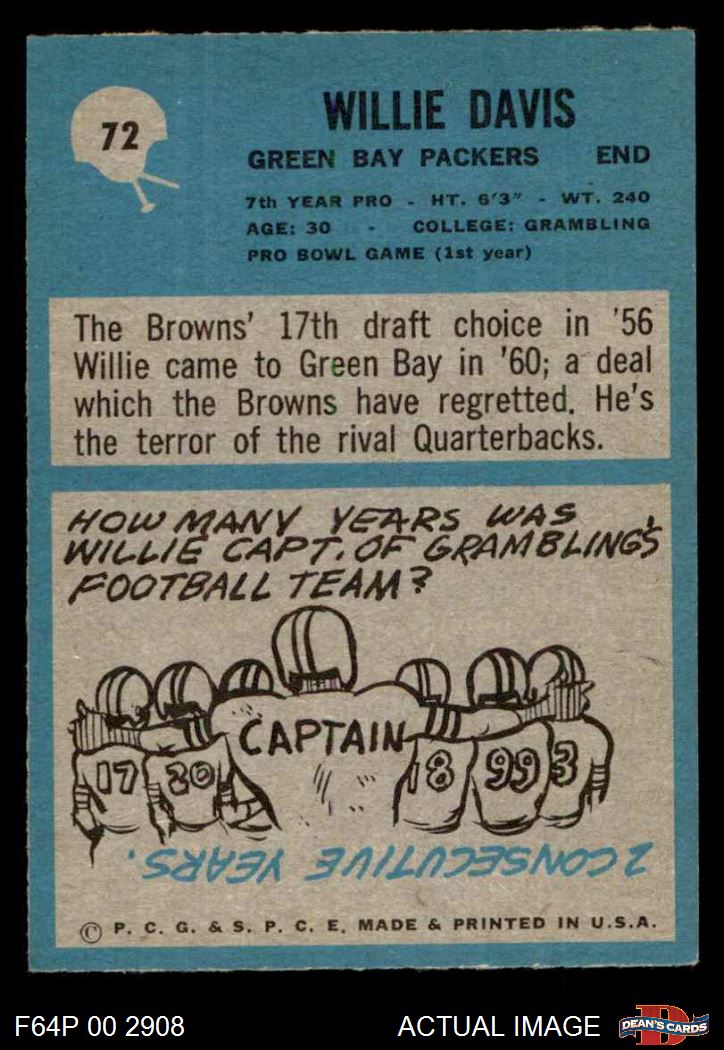 72
WILLIE DAVIS
GREEN BAY PACKERS END
7th YEAR PRO - HT. 6'3" - WT. 240
AGE: 30 - COLLEGE: GRAMBLING
PRO BOWL GAME (1st year)
The Browns' 17th draft choice in '56
Willie came to Green Bay in '60; a deal
which the Browns have regretted. He's
the terror of the rival Quarterbacks.
HOW MANY YEARS WAS
WILLIE CAPT. OF GRAMBLING'S
FOOTBALL TEAM?
CAPTAIN
17 20 18 99 3
2 CONSECUTIVE YEARS.
© P. C. G. & S. P. C. E. MADE & PRINTED IN U.S.A.
F64P 00 2908 ACTUAL IMAGE
D
DEAN'S CARDS